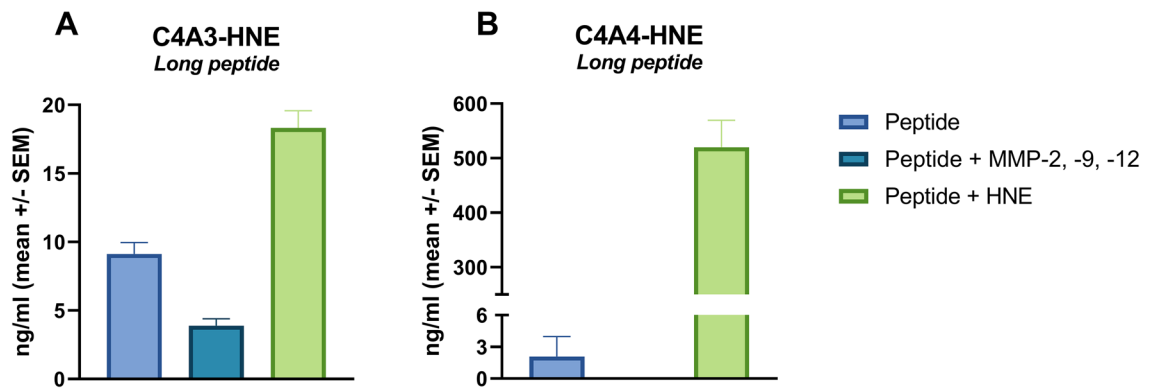 A
C4A3-HNE
Long peptide
ng/ml (mean +/- SEM)
20
15
10
5
0
B
C4A4-HNE
Long peptide
ng/ml (mean +/- SEM)
600
500
400
300
6
3
0
Peptide
Peptide + MMP-2, -9, -12
Peptide + HNE